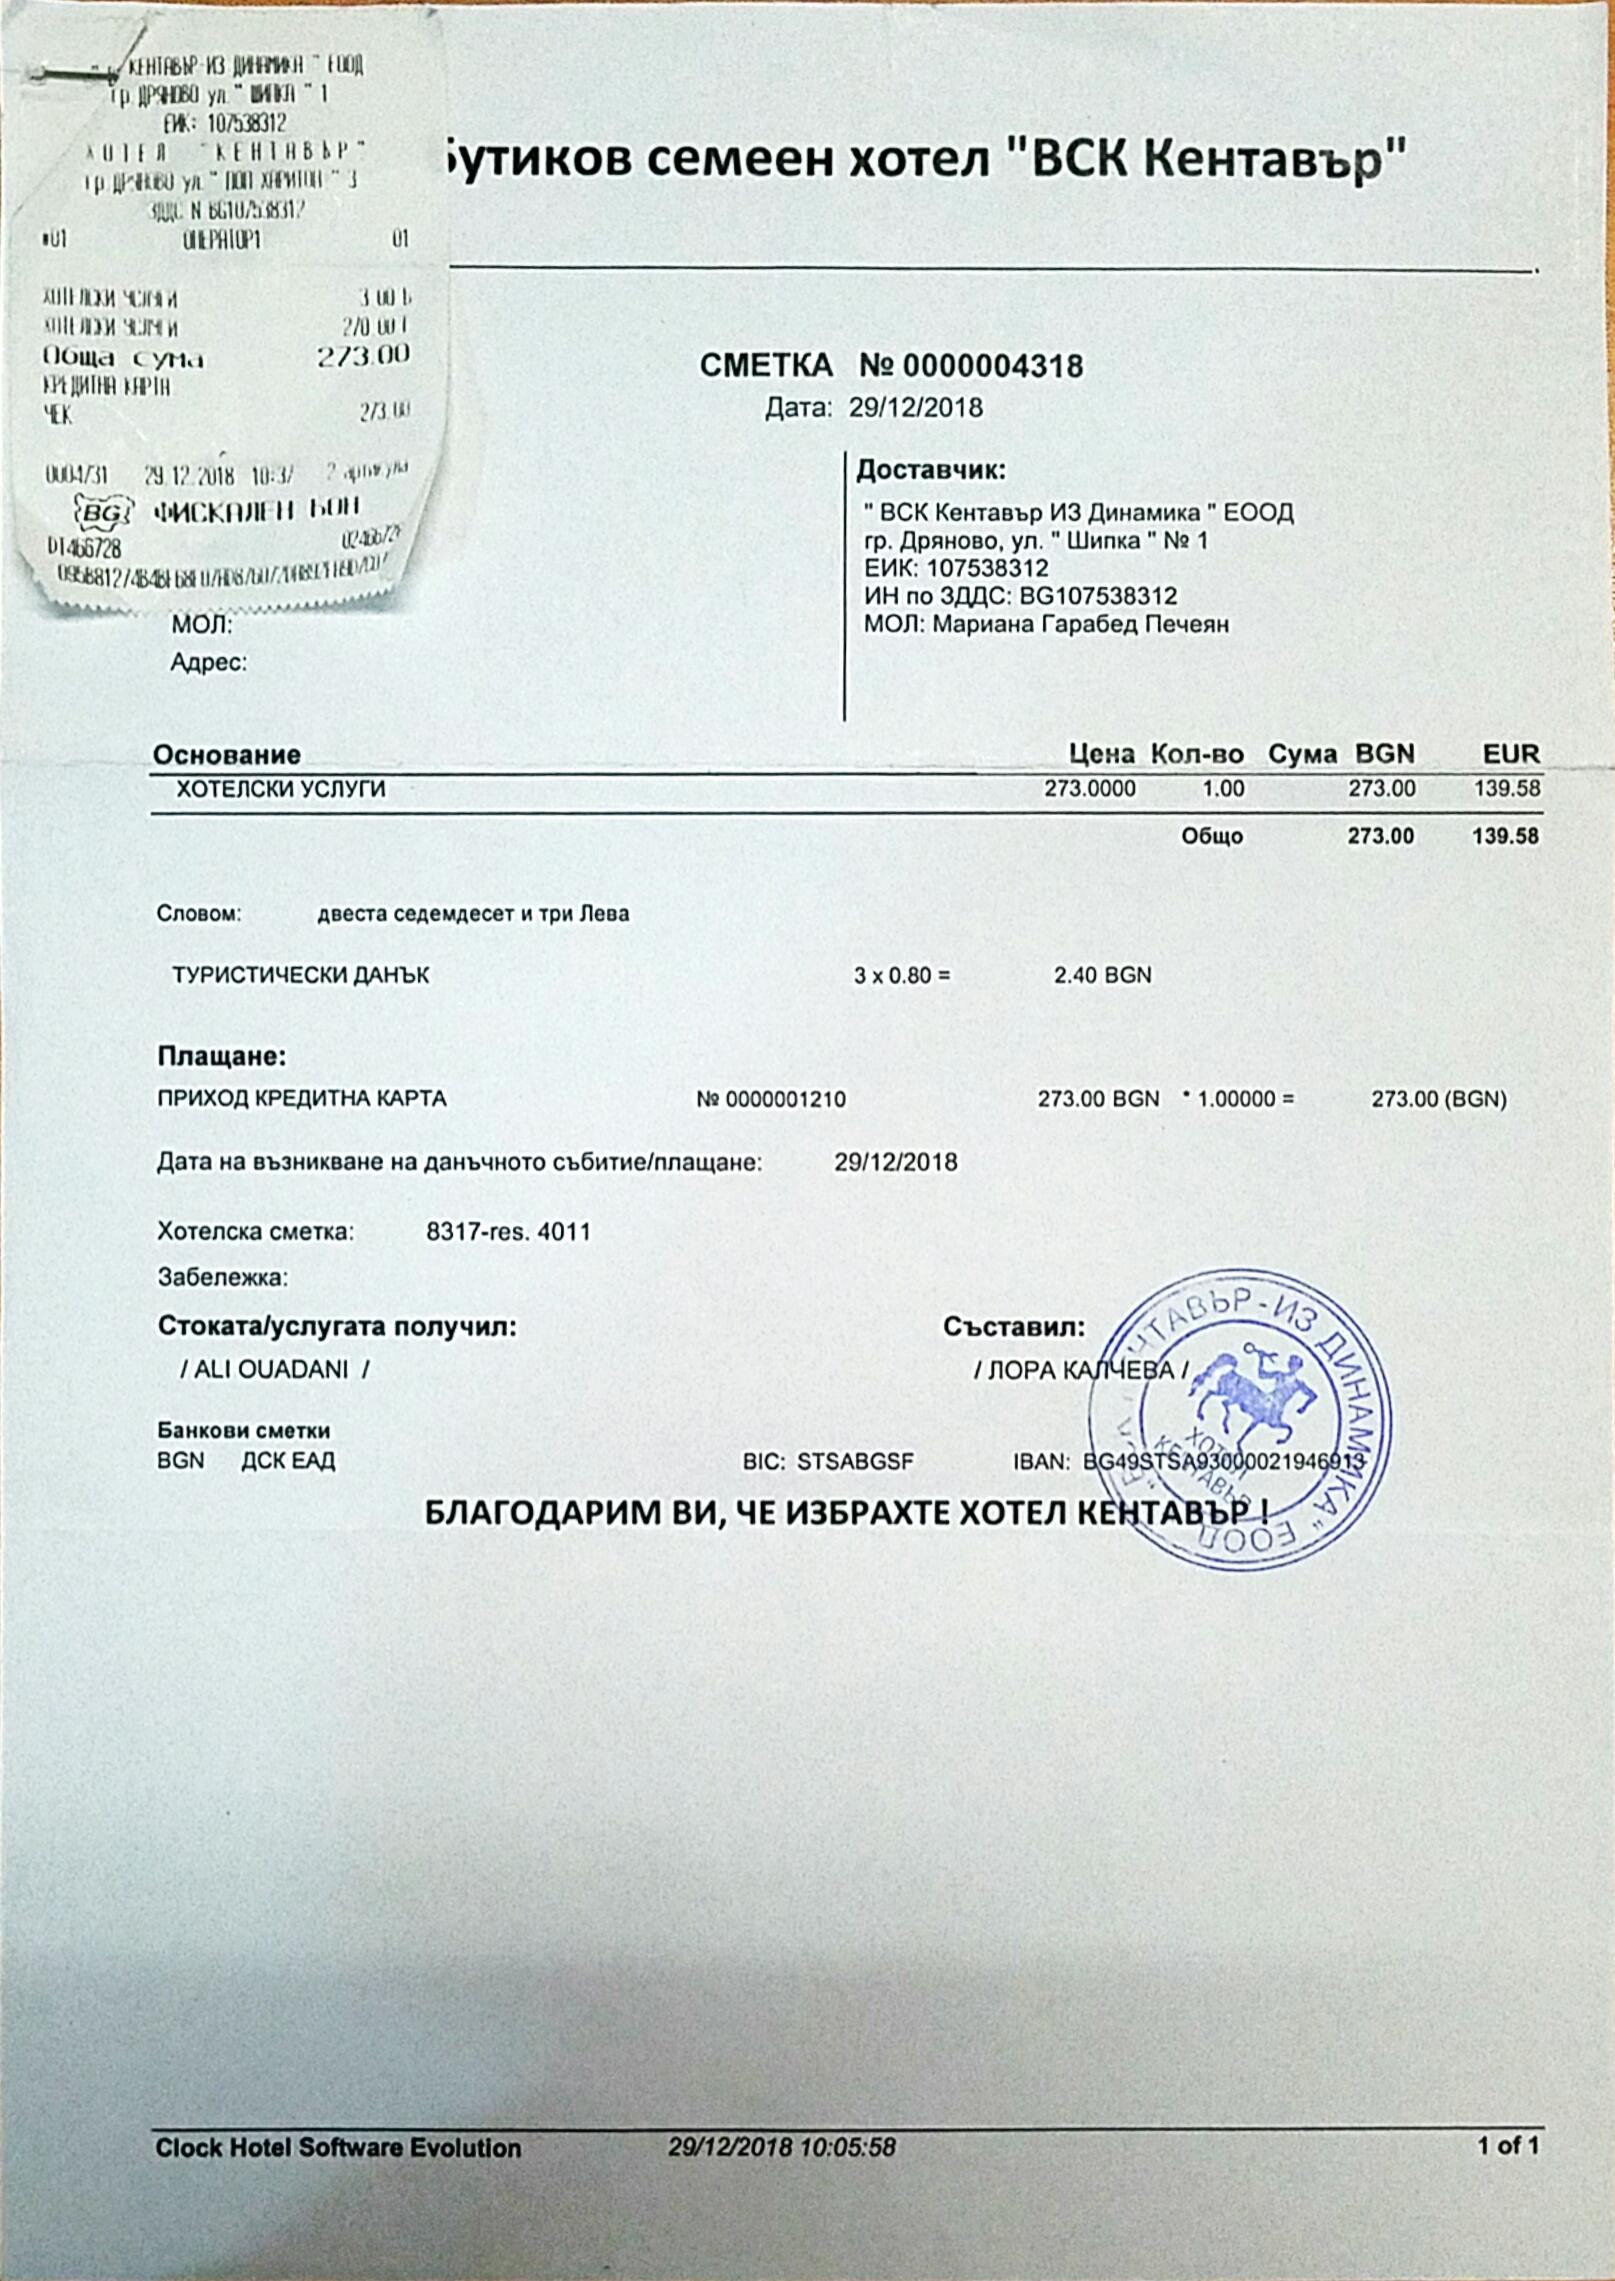 КЕНТАВЪР-ИЗ ДИНАМИКА " ЕООД
гр.ДРЯНОВО ул." ШИПКА " 1
ЕИК: 107538312
ХОТЕЛ "КЕНТАВЪР"
гр.ДРЯНОВО ул." ПОП ХАРИТОН " 3
ЗДДС N BG107538312
#01 ОПЕРАТОР1 01
ХОТЕЛСКИ УСЛУГИ 3.00 Б
ХОТЕЛСКИ УСЛУГИ 270.00 Г
Обща сума 273.00
КРЕДИТНА КАРТА
ЧЕК 273.00
0004731 29.12.2018 10:37 2 артикула
BG ФИСКАЛЕН БОН
DT466728 02466728
бутиков семеен хотел "ВСК Кентавър"
СМЕТКА № 0000004318
Дата: 29/12/2018
Доставчик:
" ВСК Кентавър ИЗ Динамика " ЕООД
гр. Дряново, ул. " Шипка " № 1
ЕИК: 107538312
ИН по ЗДДС: BG107538312
МОЛ: Мариана Гарабед Печеян
МОЛ:
Адрес:
Основание Цена Кол-во Сума BGN EUR
ХОТЕЛСКИ УСЛУГИ 273.0000 1.00 273.00 139.58
Общо 273.00 139.58
Словом: двеста седемдесет и три Лева
ТУРИСТИЧЕСКИ ДАНЪК 3 x 0.80 = 2.40 BGN
Плащане:
ПРИХОД КРЕДИТНА КАРТА № 0000001210 273.00 BGN * 1.00000 = 273.00 (BGN)
Дата на възникване на данъчното събитие/плащане: 29/12/2018
Хотелска сметка: 8317-res. 4011
Забележка:
Стоката/услугата получил: Съставил:
/ ALI OUADANI / / ЛОРА КАЛЧЕВА /
Банкови сметки
BGN ДСК ЕАД BIC: STSABGSF IBAN: BG49STSA93000021946913
БЛАГОДАРИМ ВИ, ЧЕ ИЗБРАХТЕ ХОТЕЛ КЕНТАВЪР !
КЕНТАВЪР-ИЗ ДИНАМИКА" ЕООД
ХОТЕЛ
КЕНТАВЪР
Clock Hotel Software Evolution 29/12/2018 10:05:58 1 of 1